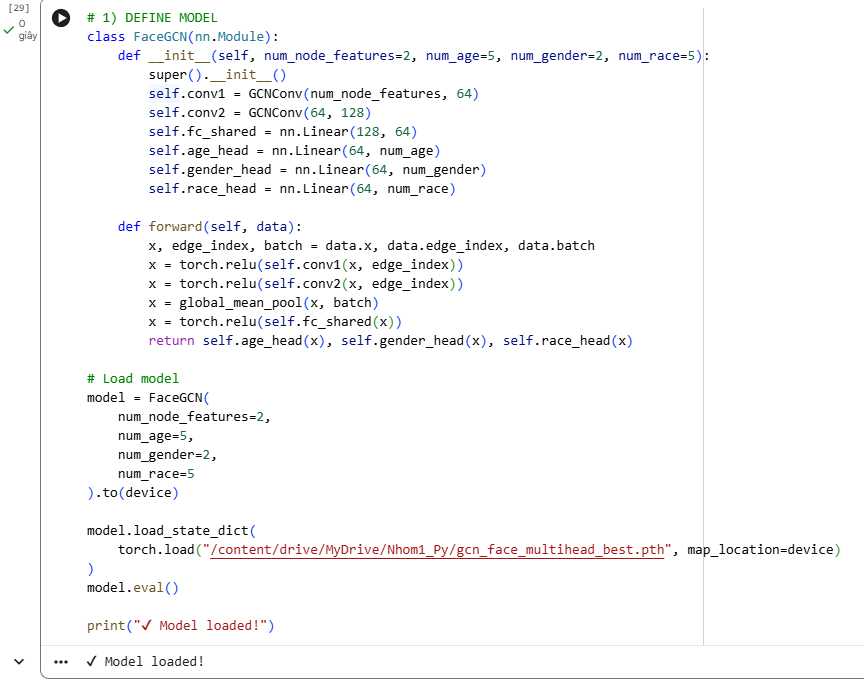 [29]
0
giây
# 1) DEFINE MODEL
class FaceGCN(nn.Module):
    def __init__(self, num_node_features=2, num_age=5, num_gender=2, num_race=5):
        super().__init__()
        self.conv1 = GCNConv(num_node_features, 64)
        self.conv2 = GCNConv(64, 128)
        self.fc_shared = nn.Linear(128, 64)
        self.age_head = nn.Linear(64, num_age)
        self.gender_head = nn.Linear(64, num_gender)
        self.race_head = nn.Linear(64, num_race)

    def forward(self, data):
        x, edge_index, batch = data.x, data.edge_index, data.batch
        x = torch.relu(self.conv1(x, edge_index))
        x = torch.relu(self.conv2(x, edge_index))
        x = global_mean_pool(x, batch)
        x = torch.relu(self.fc_shared(x))
        return self.age_head(x), self.gender_head(x), self.race_head(x)

# Load model
model = FaceGCN(
    num_node_features=2,
    num_age=5,
    num_gender=2,
    num_race=5
).to(device)

model.load_state_dict(
    torch.load("/content/drive/MyDrive/Nhom1_Py/gcn_face_multihead_best.pth", map_location=device)
)
model.eval()

print("✔ Model loaded!")
✔ Model loaded!